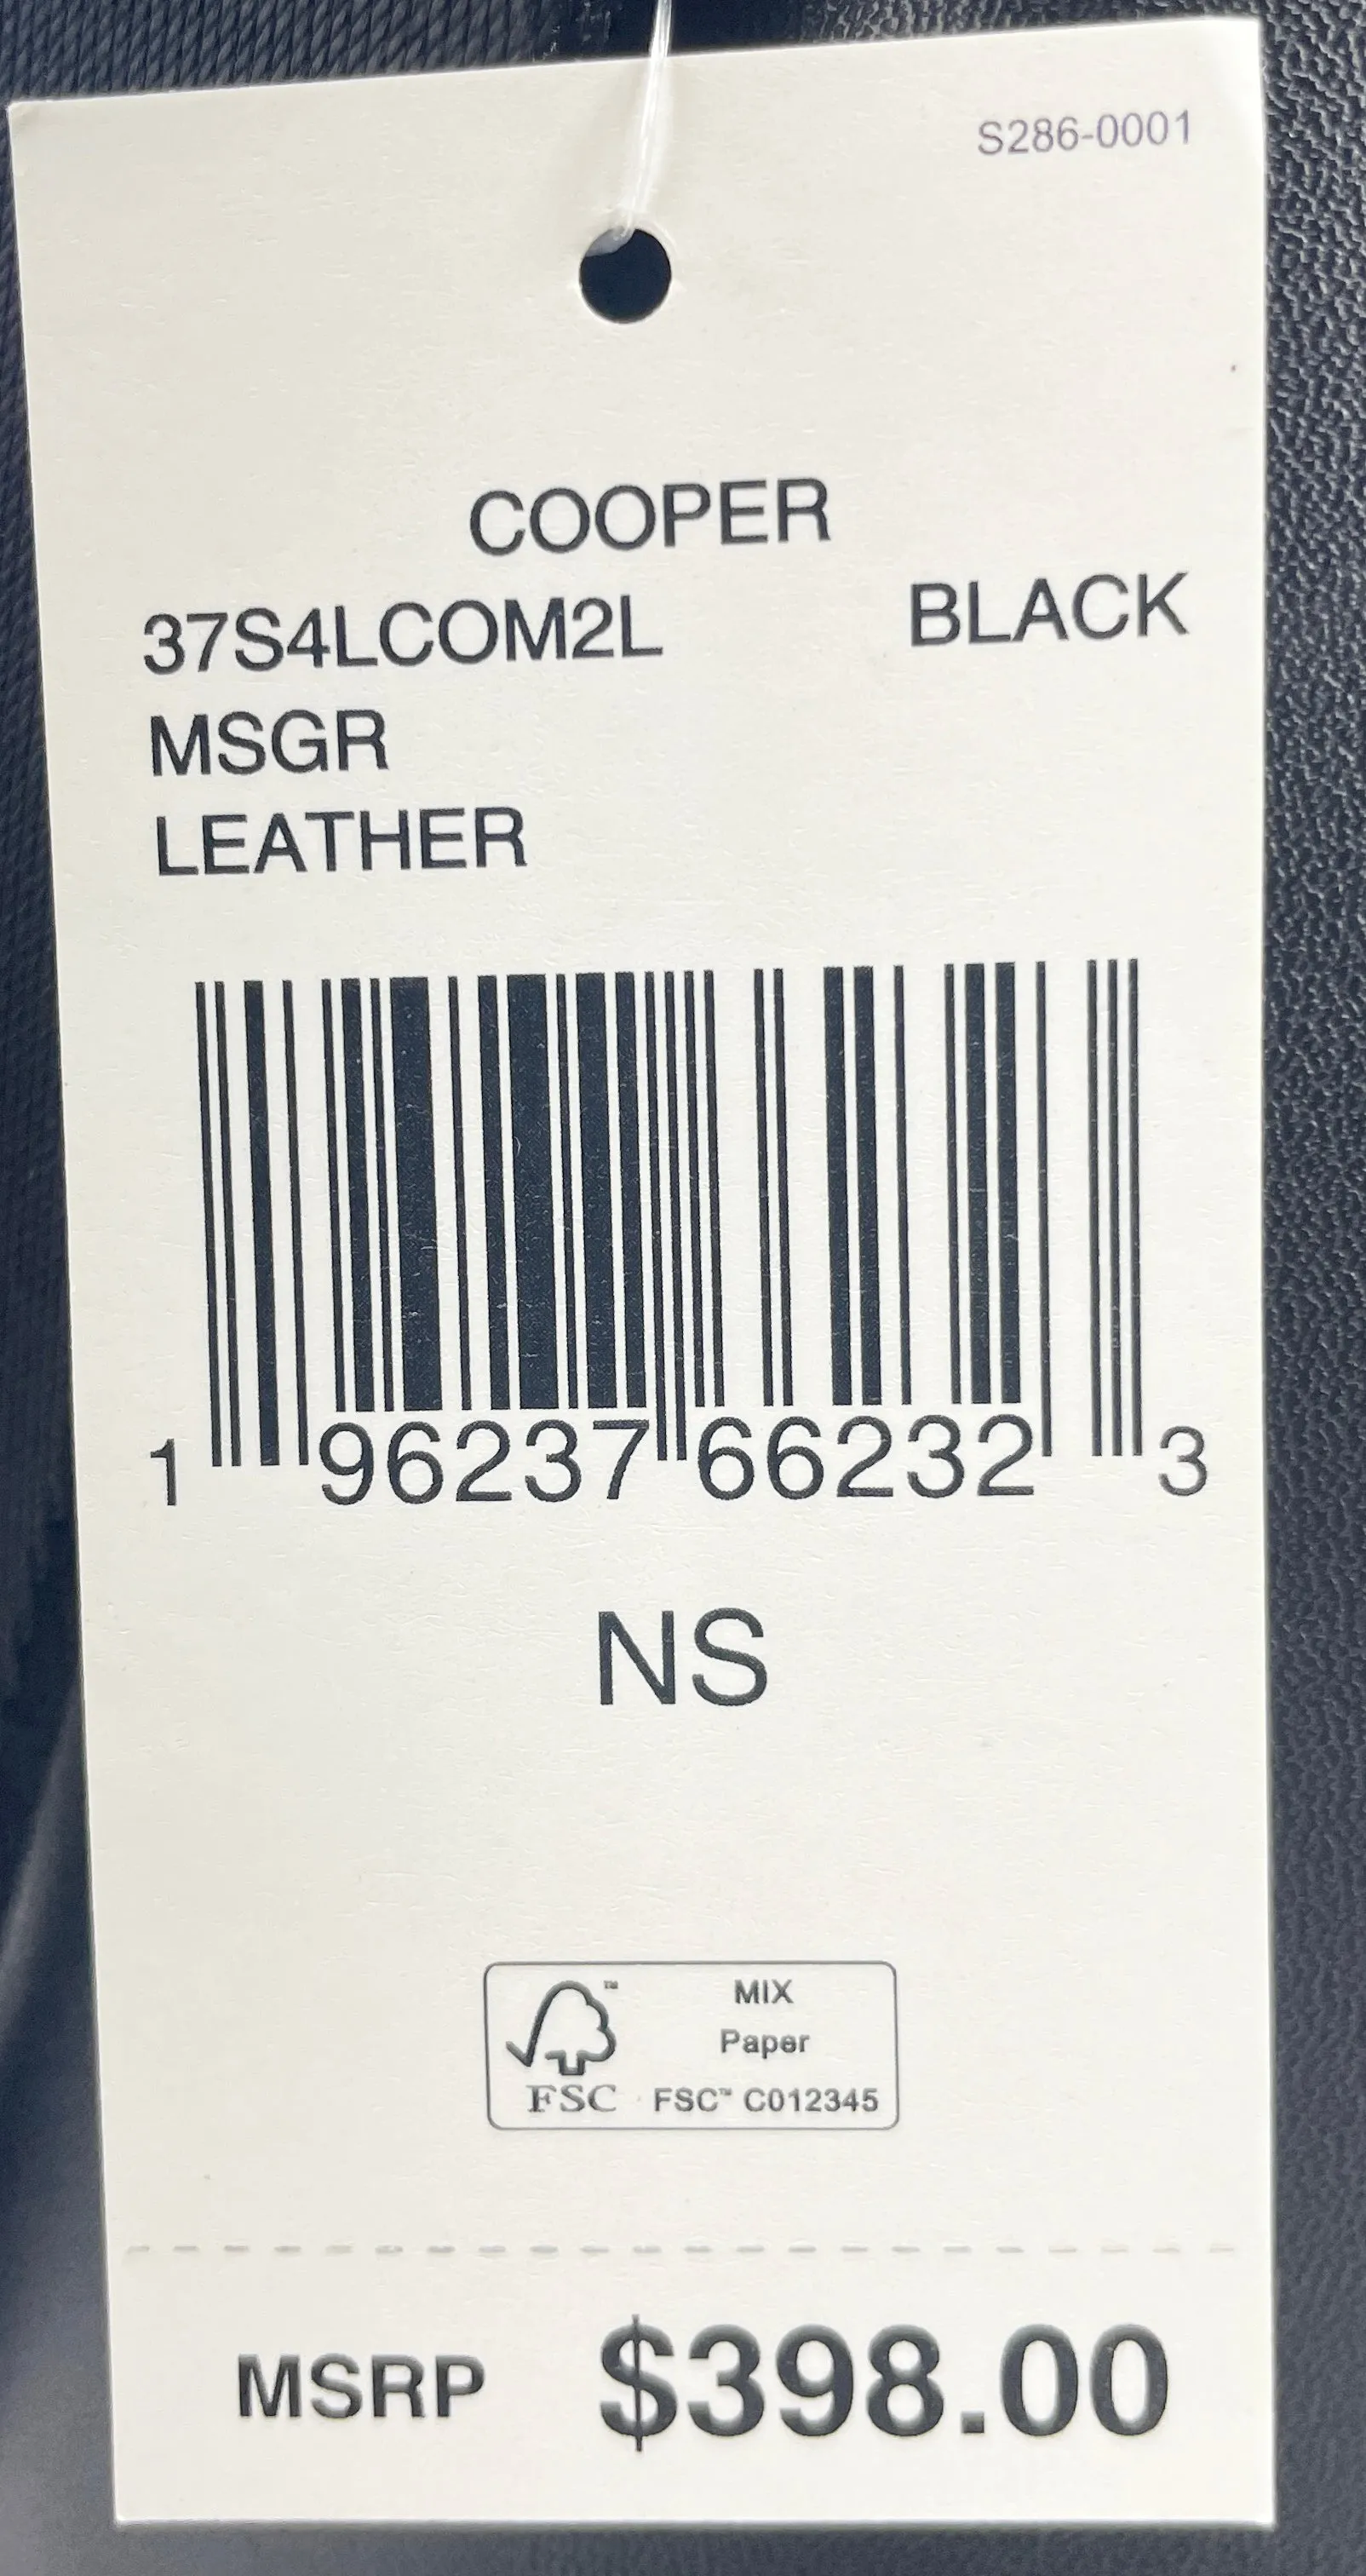 S286-0001
COOPER
37S4LCOM2L BLACK
MSGR
LEATHER
1 96237 66232 3
NS
MIX
Paper
FSC FSC™ C012345
MSRP $398.00